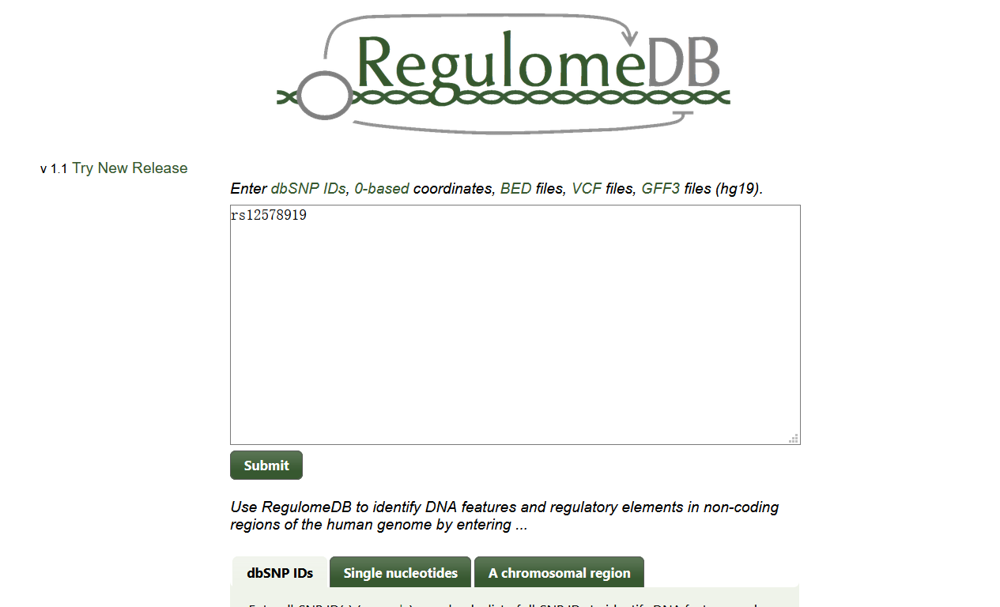 RegulomeDB
v 1.1 Try New Release
Enter dbSNP IDs, 0-based coordinates, BED files, VCF files, GFF3 files (hg19).
rs12578919
Submit
Use RegulomeDB to identify DNA features and regulatory elements in non-coding
regions of the human genome by entering ...
dbSNP IDs Single nucleotides A chromosomal region